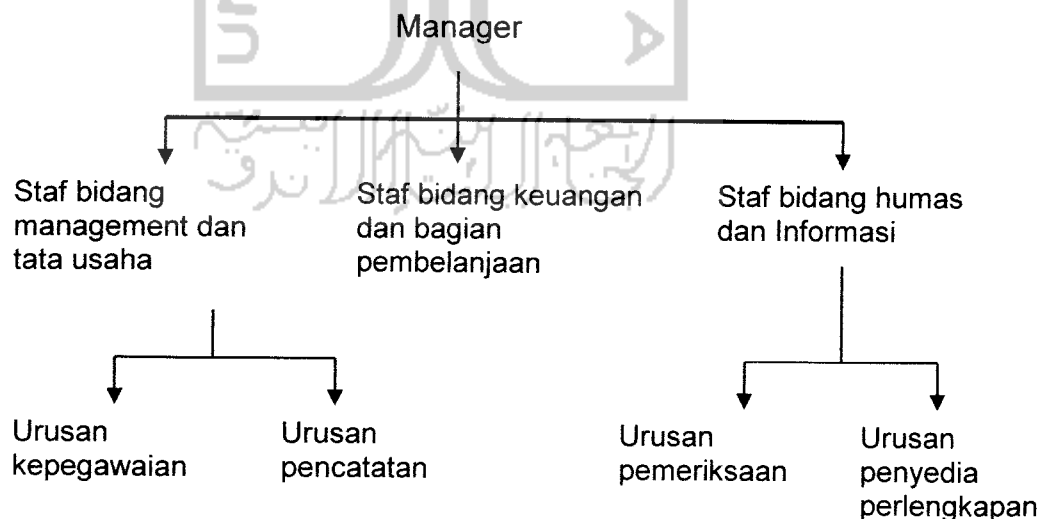 Manager
Staf bidang
management dan
tata usaha
Staf bidang keuangan
dan bagian
pembelanjaan
Staf bidang humas
dan Informasi
Urusan
kepegawaian
Urusan
pencatatan
Urusan
pemeriksaan
Urusan
penyedia
perlengkapan